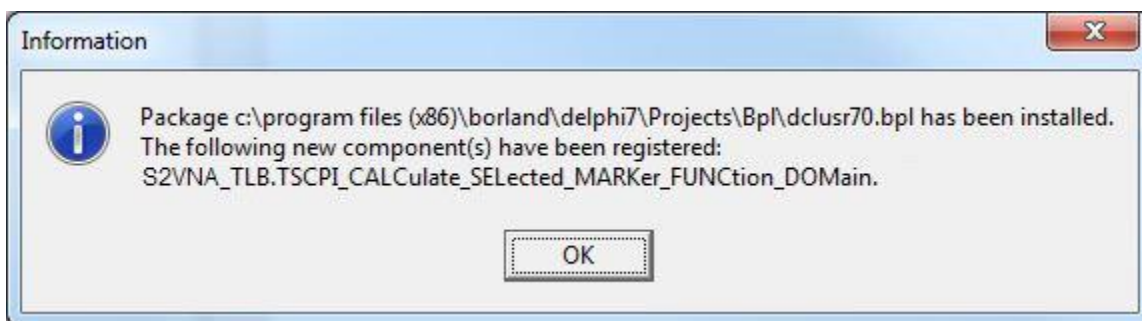 Information
Package c:\program files (x86)\borland\delphi7\Projects\Bpl\dclusr70.bpl has been installed.
The following new component(s) have been registered:
S2VNA_TLB.TSCPI_CALCulate_SELected_MARKer_FUNCtion_DOMain.
OK